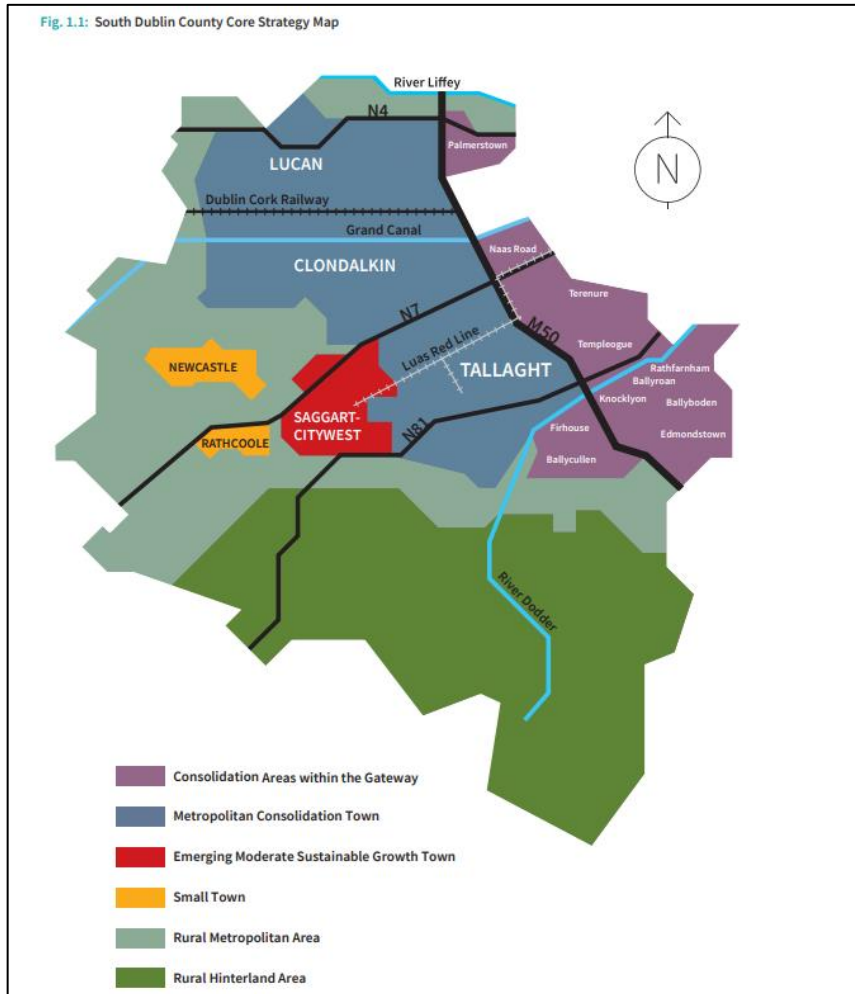 Fig. 1.1: South Dublin County Core Strategy Map
River Liffey
N4
Palmerstown
LUCAN
N
Dublin Cork Railway
Grand Canal
Naas Road
CLONDALKIN
Terenure
N7
M50
Templeogue
Luas Red Line
NEWCASTLE
TALLAGHT
Rathfarnham
Ballyroan
Knocklyon
Ballyboden
SAGGART-
CITYWEST
N81
Firhouse
Edmondstown
RATHCOOLE
Ballycullen
River Dodder
Consolidation Areas within the Gateway
Metropolitan Consolidation Town
Emerging Moderate Sustainable Growth Town
Small Town
Rural Metropolitan Area
Rural Hinterland Area